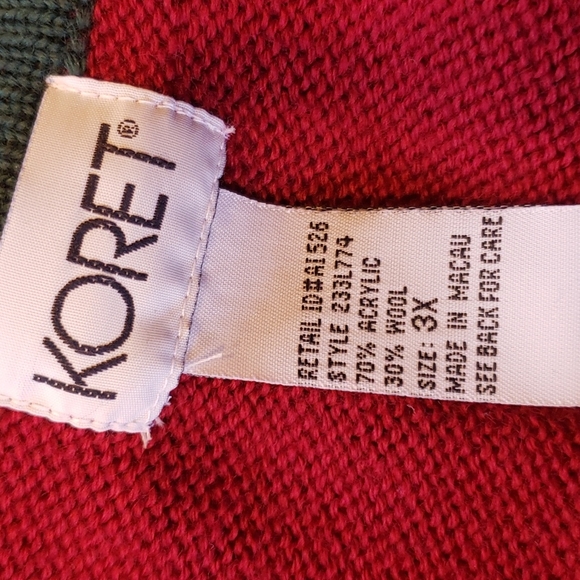 KORET®
RETAIL ID#A1526
STYLE 233L774
70% ACRYLIC
30% WOOL
SIZE: 3X
MADE IN MACAU
SEE BACK FOR CARE